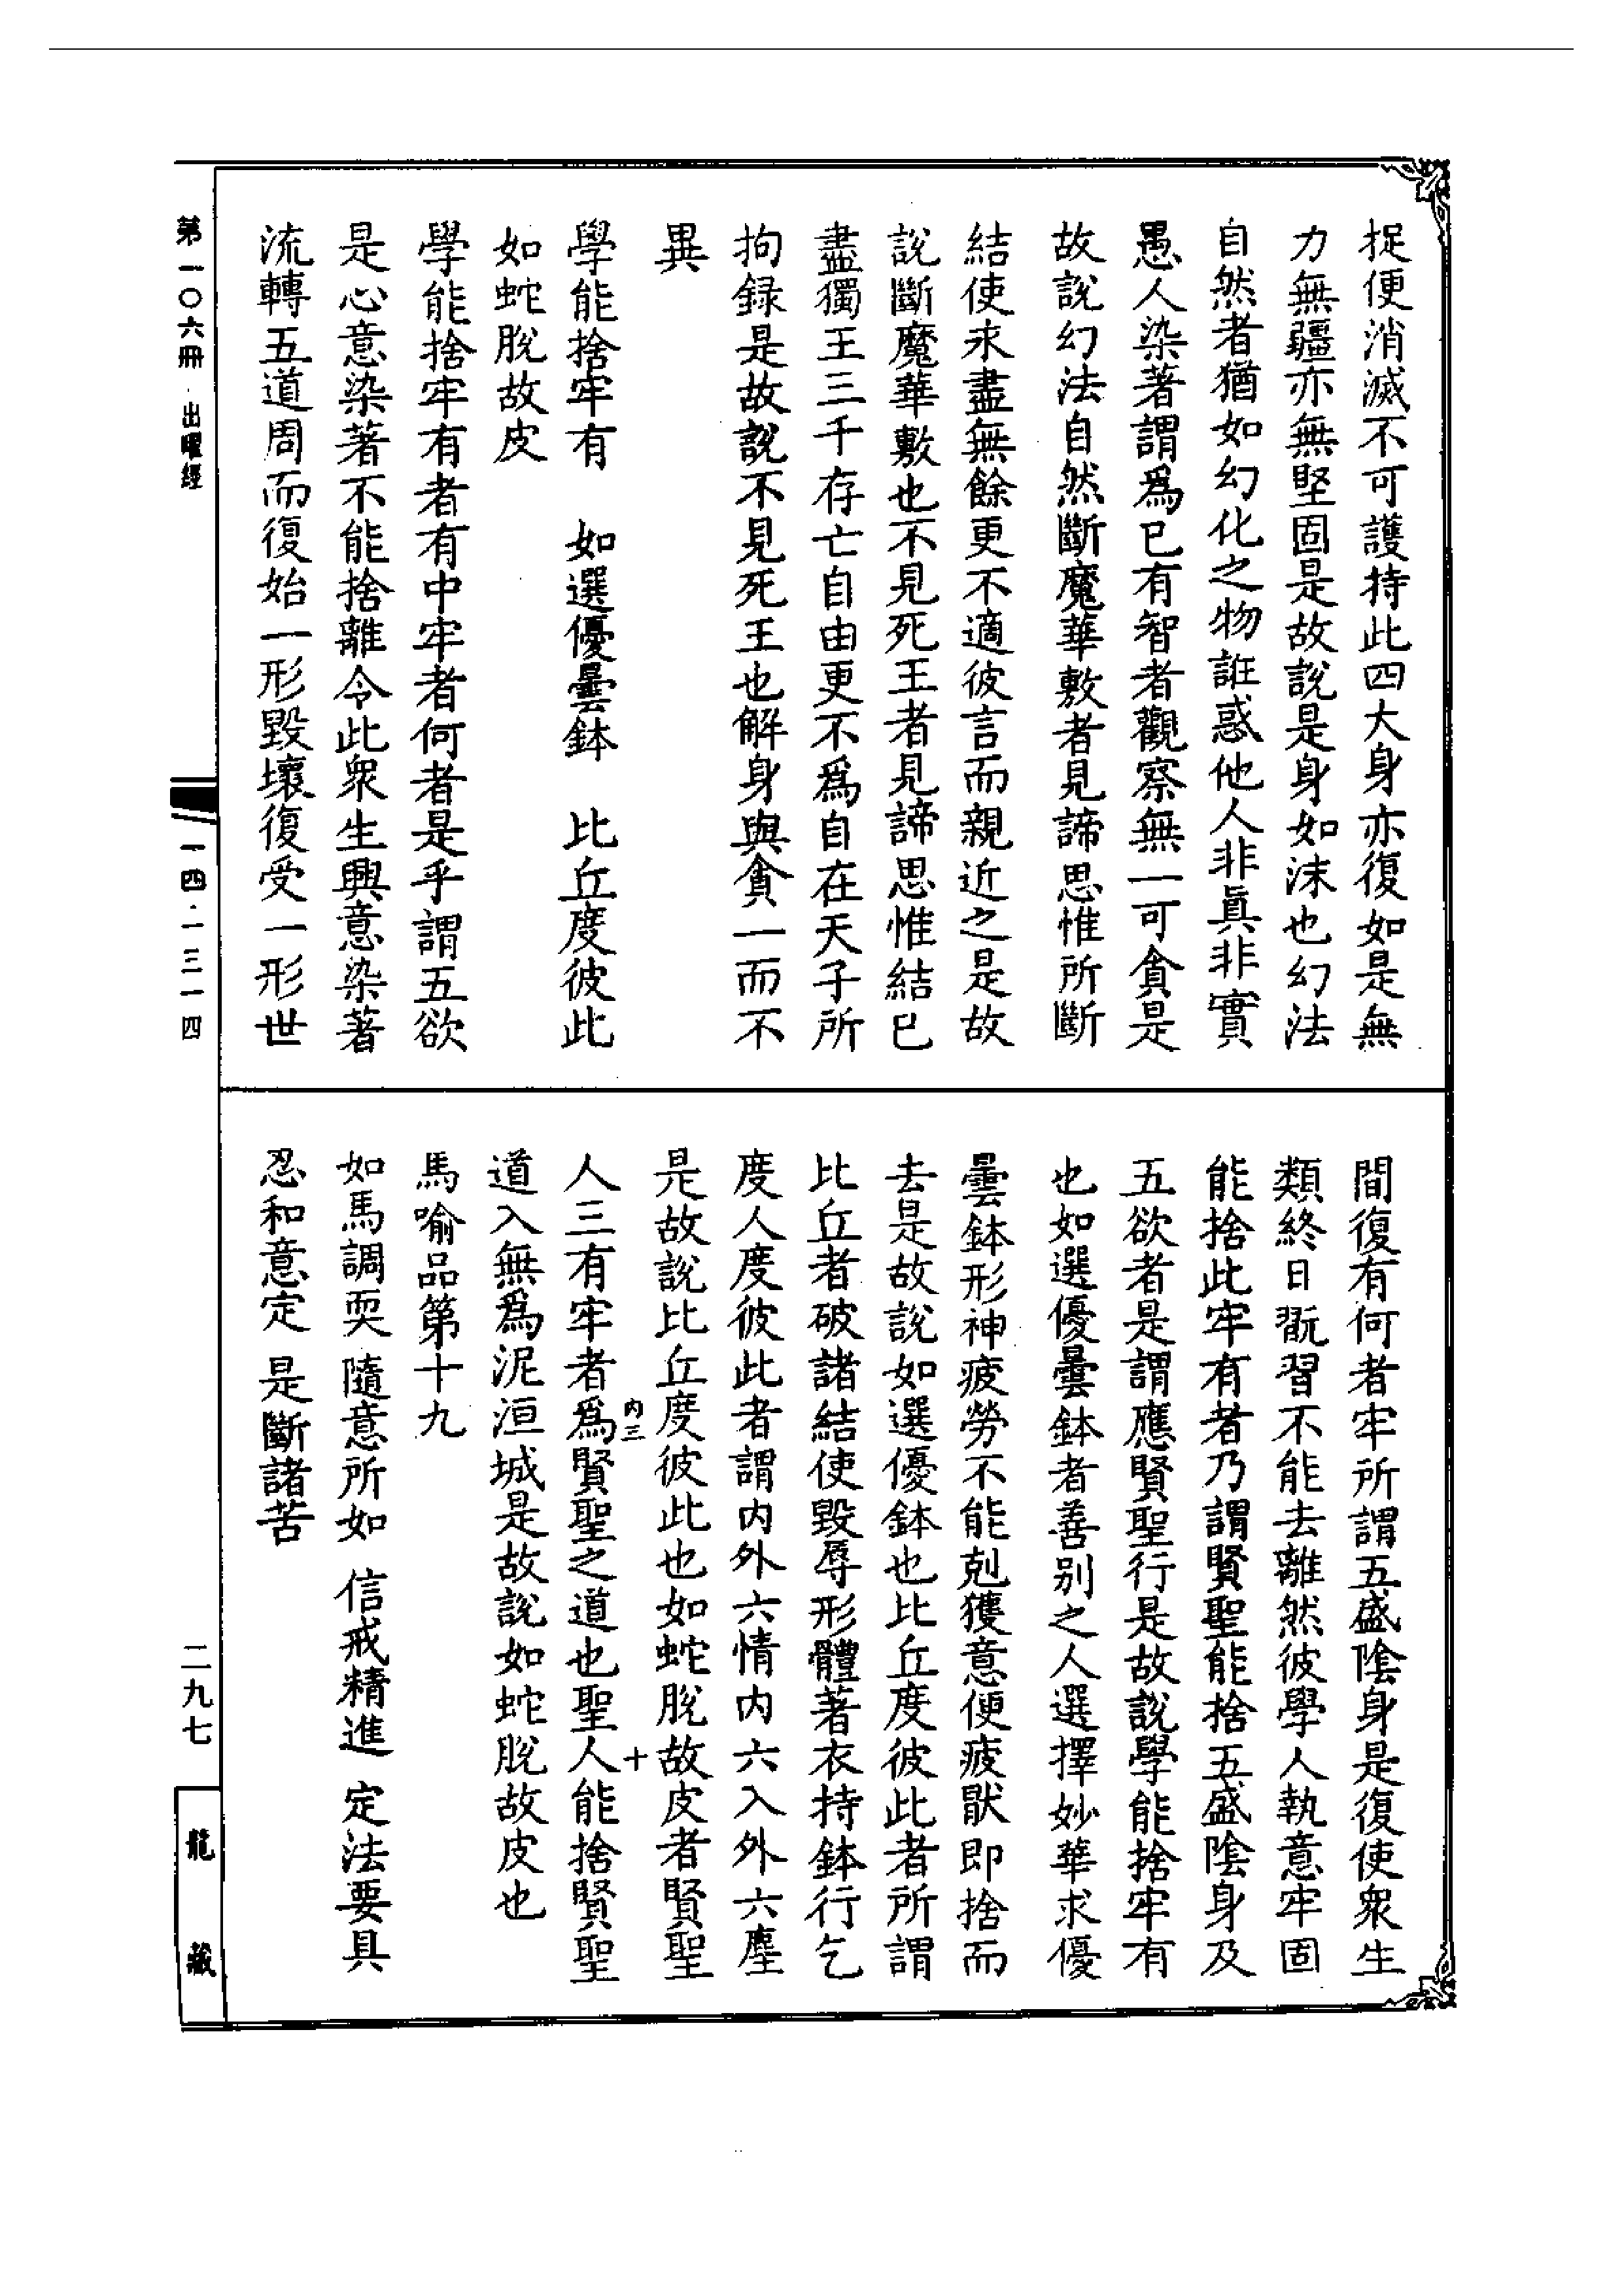 捉便消滅不可護持此四大身亦復如是無
力無疆亦無堅固是故說是身如沫也幻法
自然者猶如幻化之物誑惑他人非眞非實
愚人染著謂爲已有智者觀察無一可貪是
故說幻法自然斷魔華敷者見諦思惟所斷
結使求盡無餘更不適彼言而親近之是故
說斷魔華敷也不見死王者見諦思惟結已
盡獨王三千存亡自由更不爲自在天子所
拘録是故說不見死王也解身與貪一而不
異
學能捨牢有　如選優曇鉢　比丘度彼此
如蛇脫故皮
學能捨牢有者有中牢者何者是乎謂五欲
是心意染著不能捨離令此衆生興意染著
流轉五道周而復始一形毀壞復受一形世
間復有何者牢所謂五盛陰身是復使衆生
類終日翫習不能去離然彼學人執意牢固
能捨此牢有者乃謂賢聖能捨五盛陰身及
五欲者是謂應賢聖行是故說學能捨牢有
也如選優曇鉢者善别之人選擇妙華求優
曇鉢形神疲勞不能剋獲意便疲猒即捨而
去是故說如選優鉢也比丘度彼此者所謂
比丘者破諸結使毀辱形體著衣持鉢行乞
度人度彼此者謂内外六情内六入外六塵
是故說比丘度彼此也如蛇脫故皮者賢聖
内三　十
人三有牢者爲賢聖之道也聖人能捨賢聖
道入無爲泥洹城是故說如蛇脫故皮也
馬喻品第十九
如馬調耎　隨意所如　信戒精進　定法要具
忍和意定　是斷諸苦
第一〇六冊　出曜經
一四·一三一四
二九七
龍藏